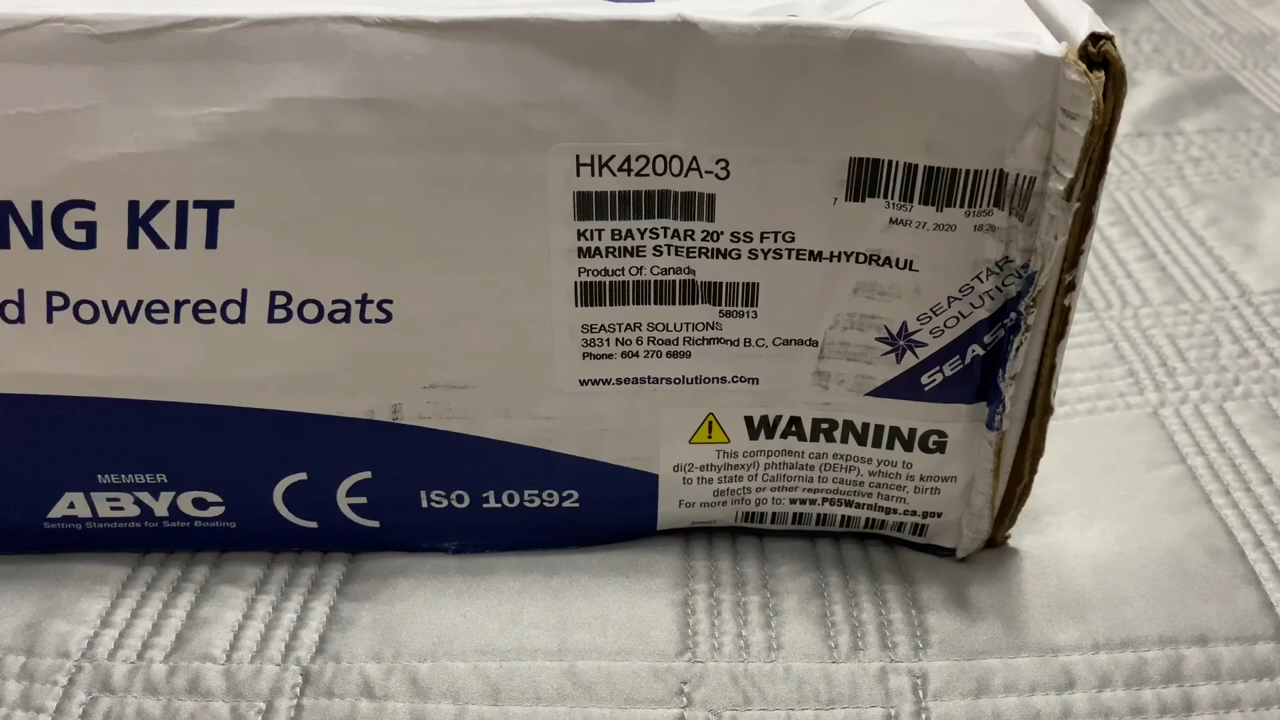 NG KIT
d Powered Boats
HK4200A-3
7 31957 91856
MAR 27, 2020
KIT BAYSTAR 20' SS FTG
MARINE STEERING SYSTEM-HYDRAUL
Product Of: Canada
580913
SEASTAR SOLUTIONS
3831 No 6 Road Richmond B.C, Canada
Phone: 604 270 6899
www.seastarsolutions.com
SEASTAR
SOLUTIONS
WARNING
This component can expose you to
di(2-ethylhexyl) phthalate (DEHP), which is known
to the state of California to cause cancer, birth
defects or other reproductive harm.
For more info go to: www.P65Warnings.ca.gov
MEMBER
ABYC
Setting Standards for Safer Boating
CE
ISO 10592